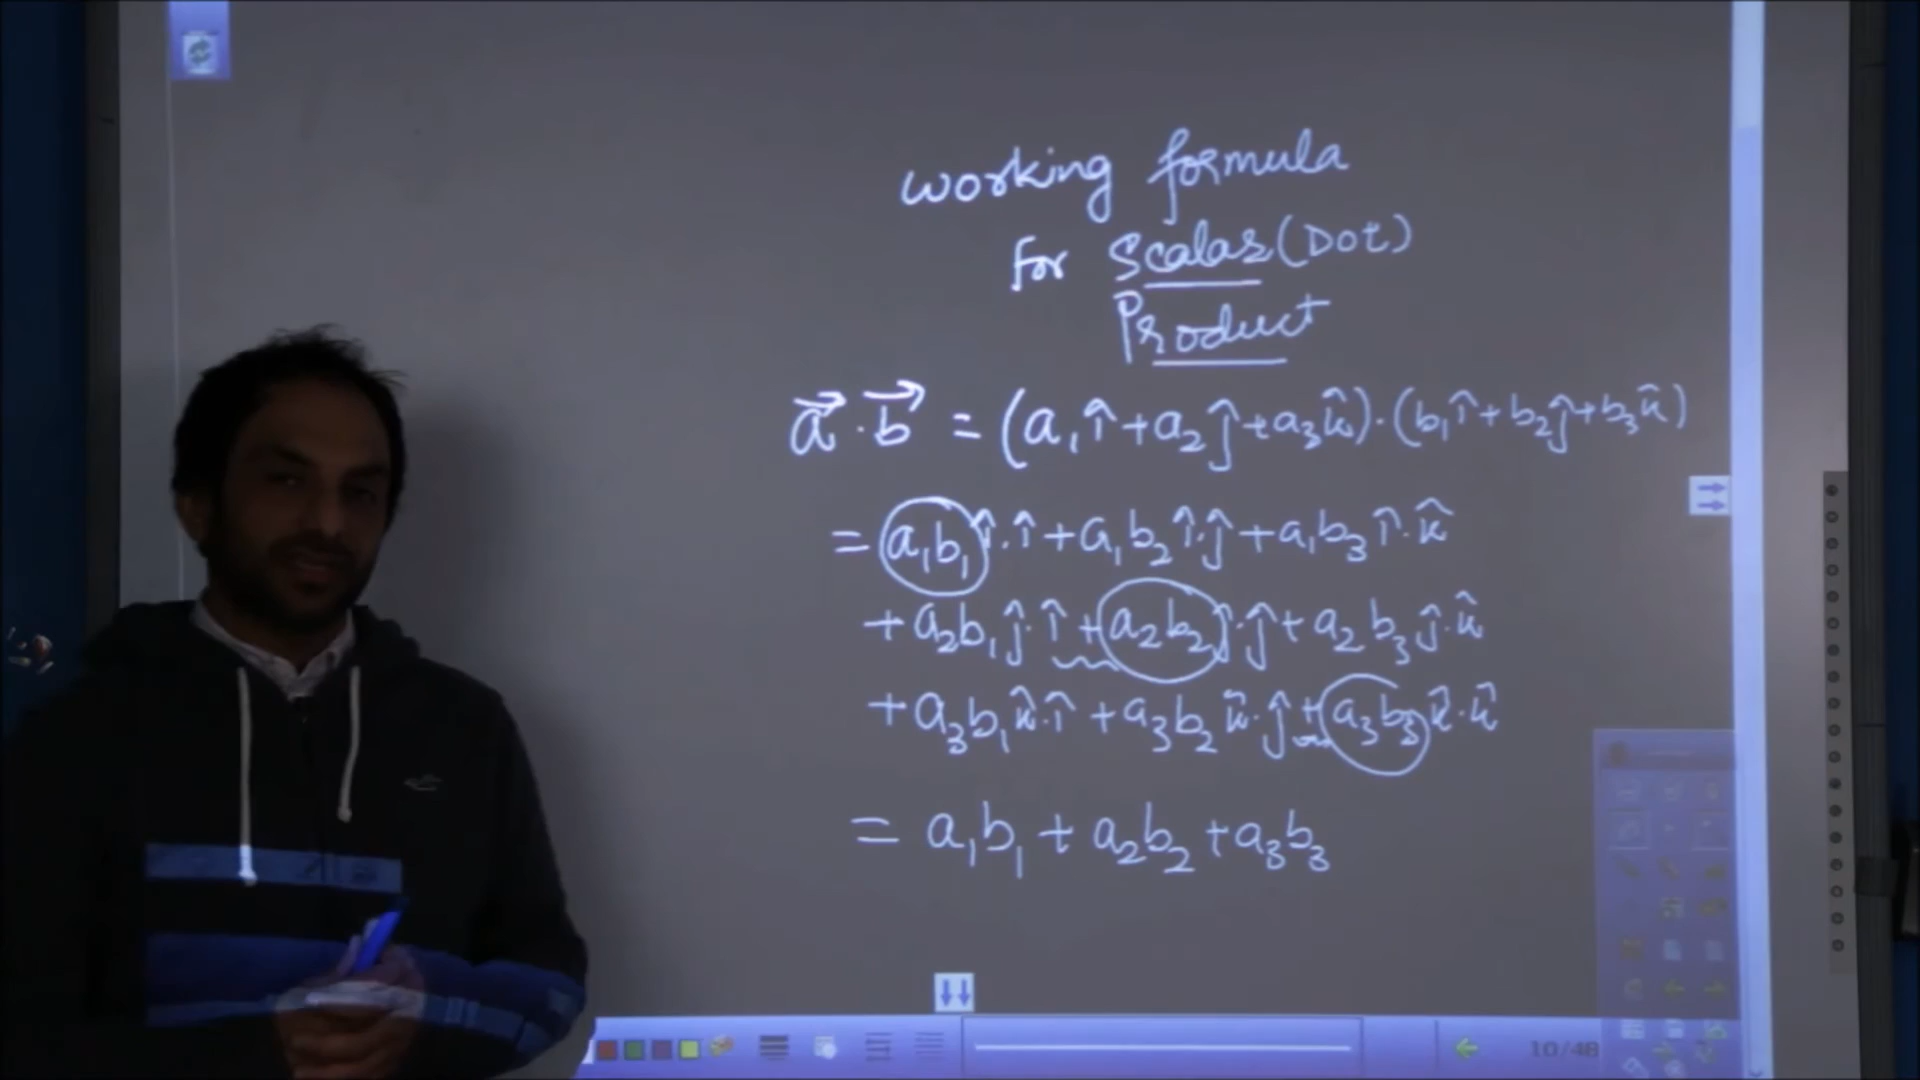 working formula
for Scalar (Dot)
Product
a⃗ . b⃗ = (a₁î + a₂ĵ + a₃k̂) . (b₁î + b₂ĵ + b₃k̂)
= a₁b₁ î.î + a₁b₂ î.ĵ + a₁b₃ î.k̂
+ a₂b₁ ĵ.î + a₂b₂ ĵ.ĵ + a₂b₃ ĵ.k̂
+ a₃b₁ k̂.î + a₃b₂ k̂.ĵ + a₃b₃ k̂.k̂
= a₁b₁ + a₂b₂ + a₃b₃
10/48